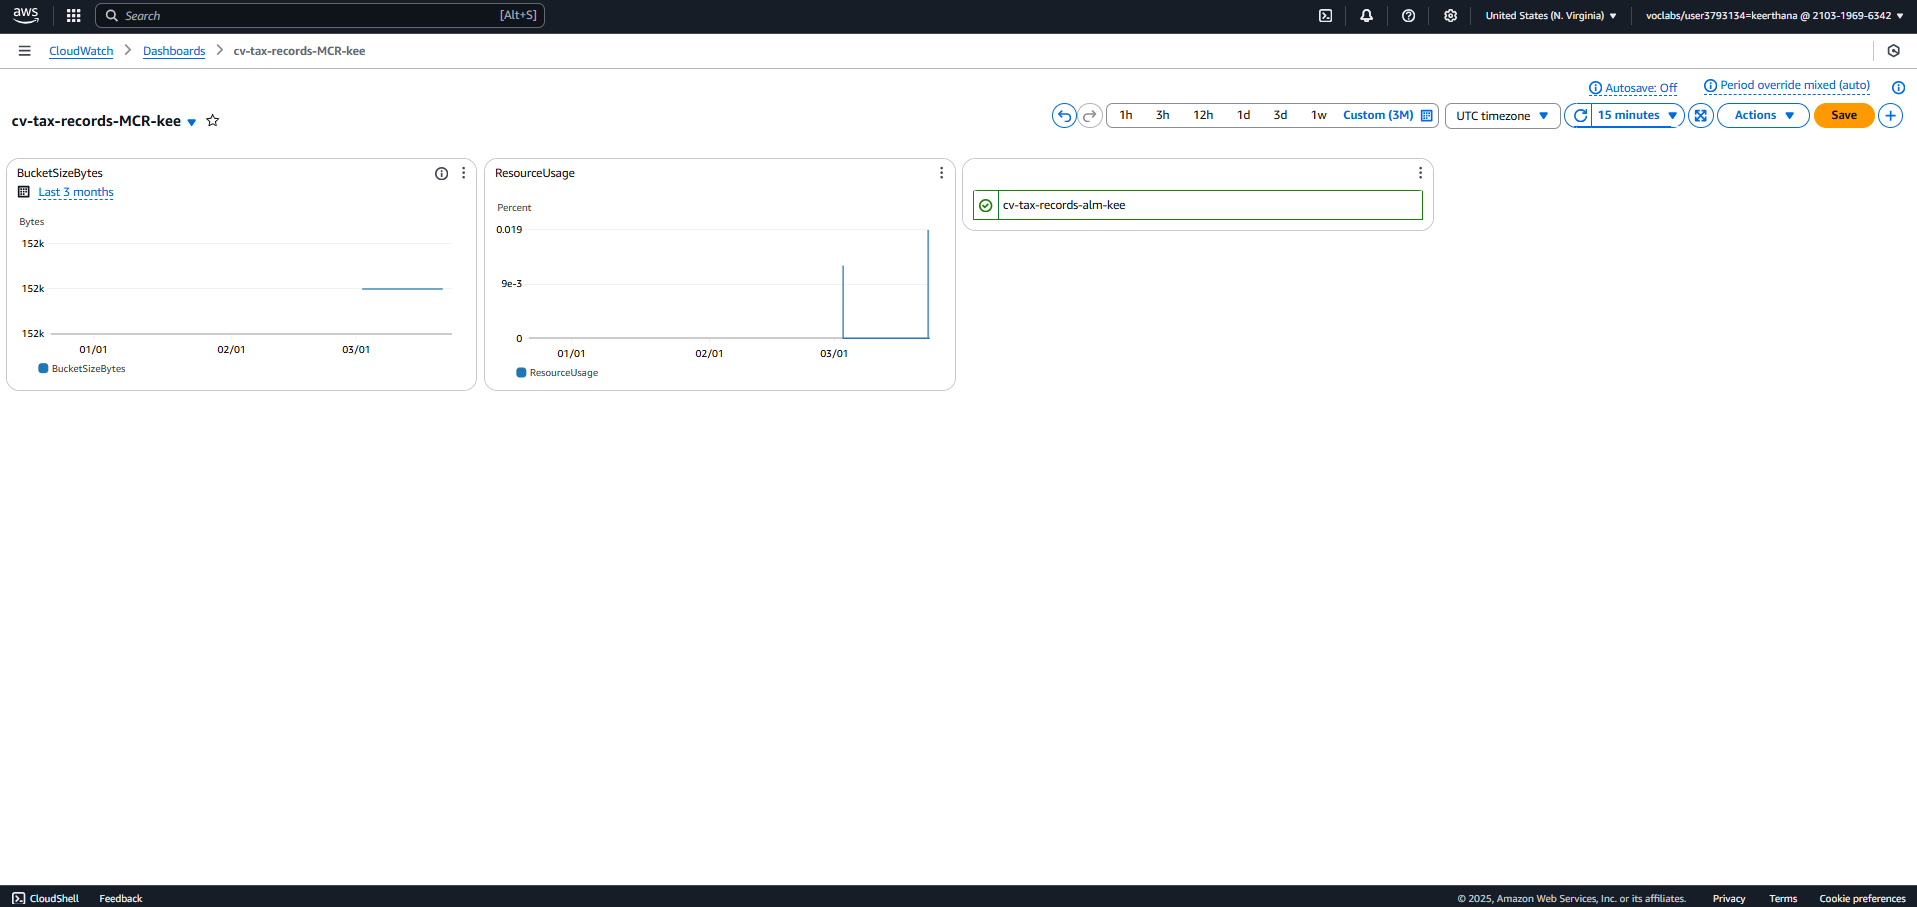 aws Search [Alt+S] United States (N. Virginia) voclabs/user3793134=keerthana @ 2103-1969-6342
CloudWatch Dashboards cv-tax-records-MCR-kee
Autosave: Off Period override mixed (auto)
cv-tax-records-MCR-kee 1h 3h 12h 1d 3d 1w Custom (3M) UTC timezone 15 minutes Actions Save
BucketSizeBytes
Last 3 months
Bytes
152k
152k
152k
01/01 02/01 03/01
BucketSizeBytes
ResourceUsage
Percent
0.019
9e-3
0
01/01 02/01 03/01
ResourceUsage
cv-tax-records-alm-kee
CloudShell Feedback © 2025, Amazon Web Services, Inc. or its affiliates. Privacy Terms Cookie preferences